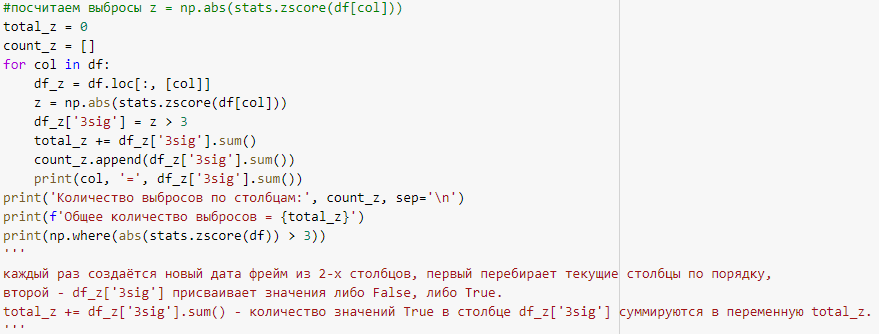 #посчитаем выбросы z = np.abs(stats.zscore(df[col]))
total_z = 0
count_z = []
for col in df:
    df_z = df.loc[:, [col]]
    z = np.abs(stats.zscore(df[col]))
    df_z['3sig'] = z > 3
    total_z += df_z['3sig'].sum()
    count_z.append(df_z['3sig'].sum())
    print(col, '=', df_z['3sig'].sum())
print('Количество выбросов по столбцам:', count_z, sep='\n')
print(f'Общее количество выбросов = {total_z}')
print(np.where(abs(stats.zscore(df)) > 3))
'''
каждый раз создаётся новый дата фрейм из 2-х столбцов, первый перебирает текущие столбцы по порядку,
второй - df_z['3sig'] присваивает значения либо False, либо True.
total_z += df_z['3sig'].sum() - количество значений True в столбце df_z['3sig'] суммируются в переменную total_z.
'''